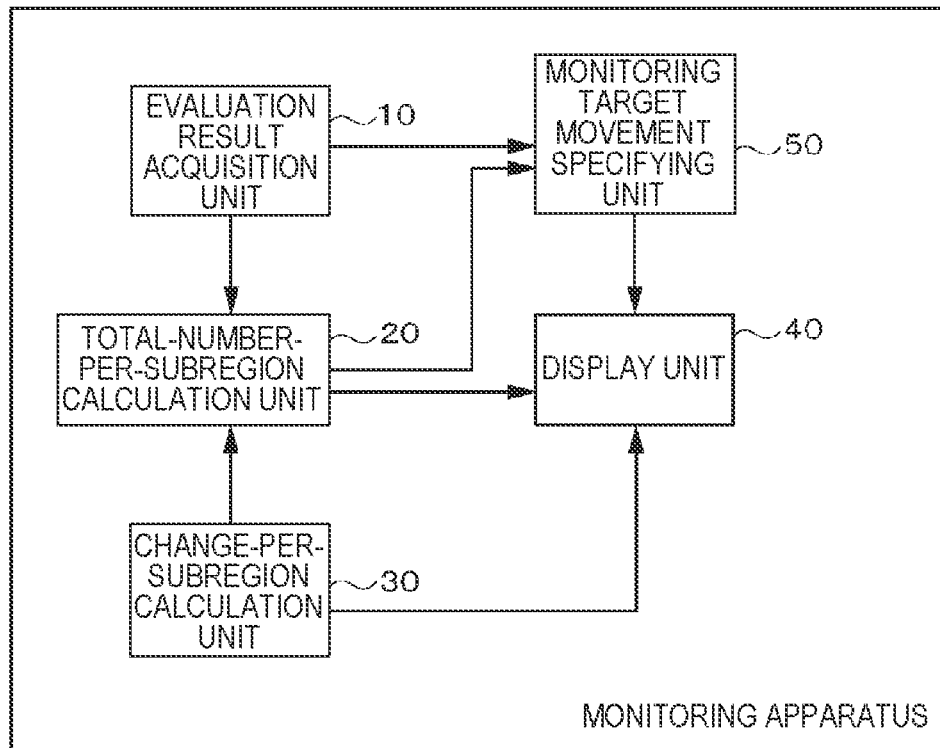 EVALUATION
RESULT
ACQUISITION
UNIT
10
MONITORING
TARGET
MOVEMENT
SPECIFYING
UNIT
50
TOTAL-NUMBER-
PER-SUBREGION
CALCULATION UNIT
20
DISPLAY UNIT
40
CHANGE-PER-
SUBREGION
CALCULATION
UNIT
30
MONITORING APPARATUS